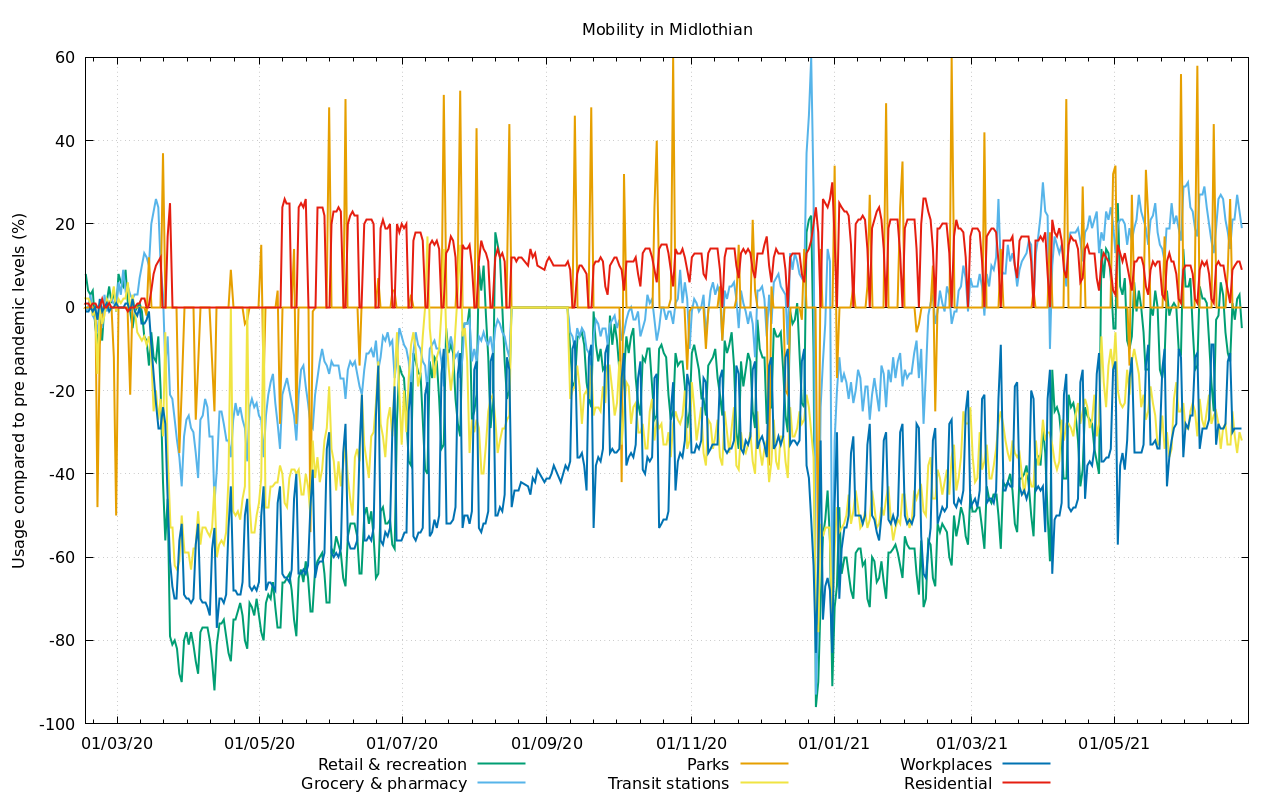 Mobility in Midlothian
Usage compared to pre pandemic levels (%)
60
40
20
0
-20
-40
-60
-80
-100
01/03/20 01/05/20 01/07/20 01/09/20 01/11/20 01/01/21 01/03/21 01/05/21
Retail & recreation Parks Workplaces
Grocery & pharmacy Transit stations Residential